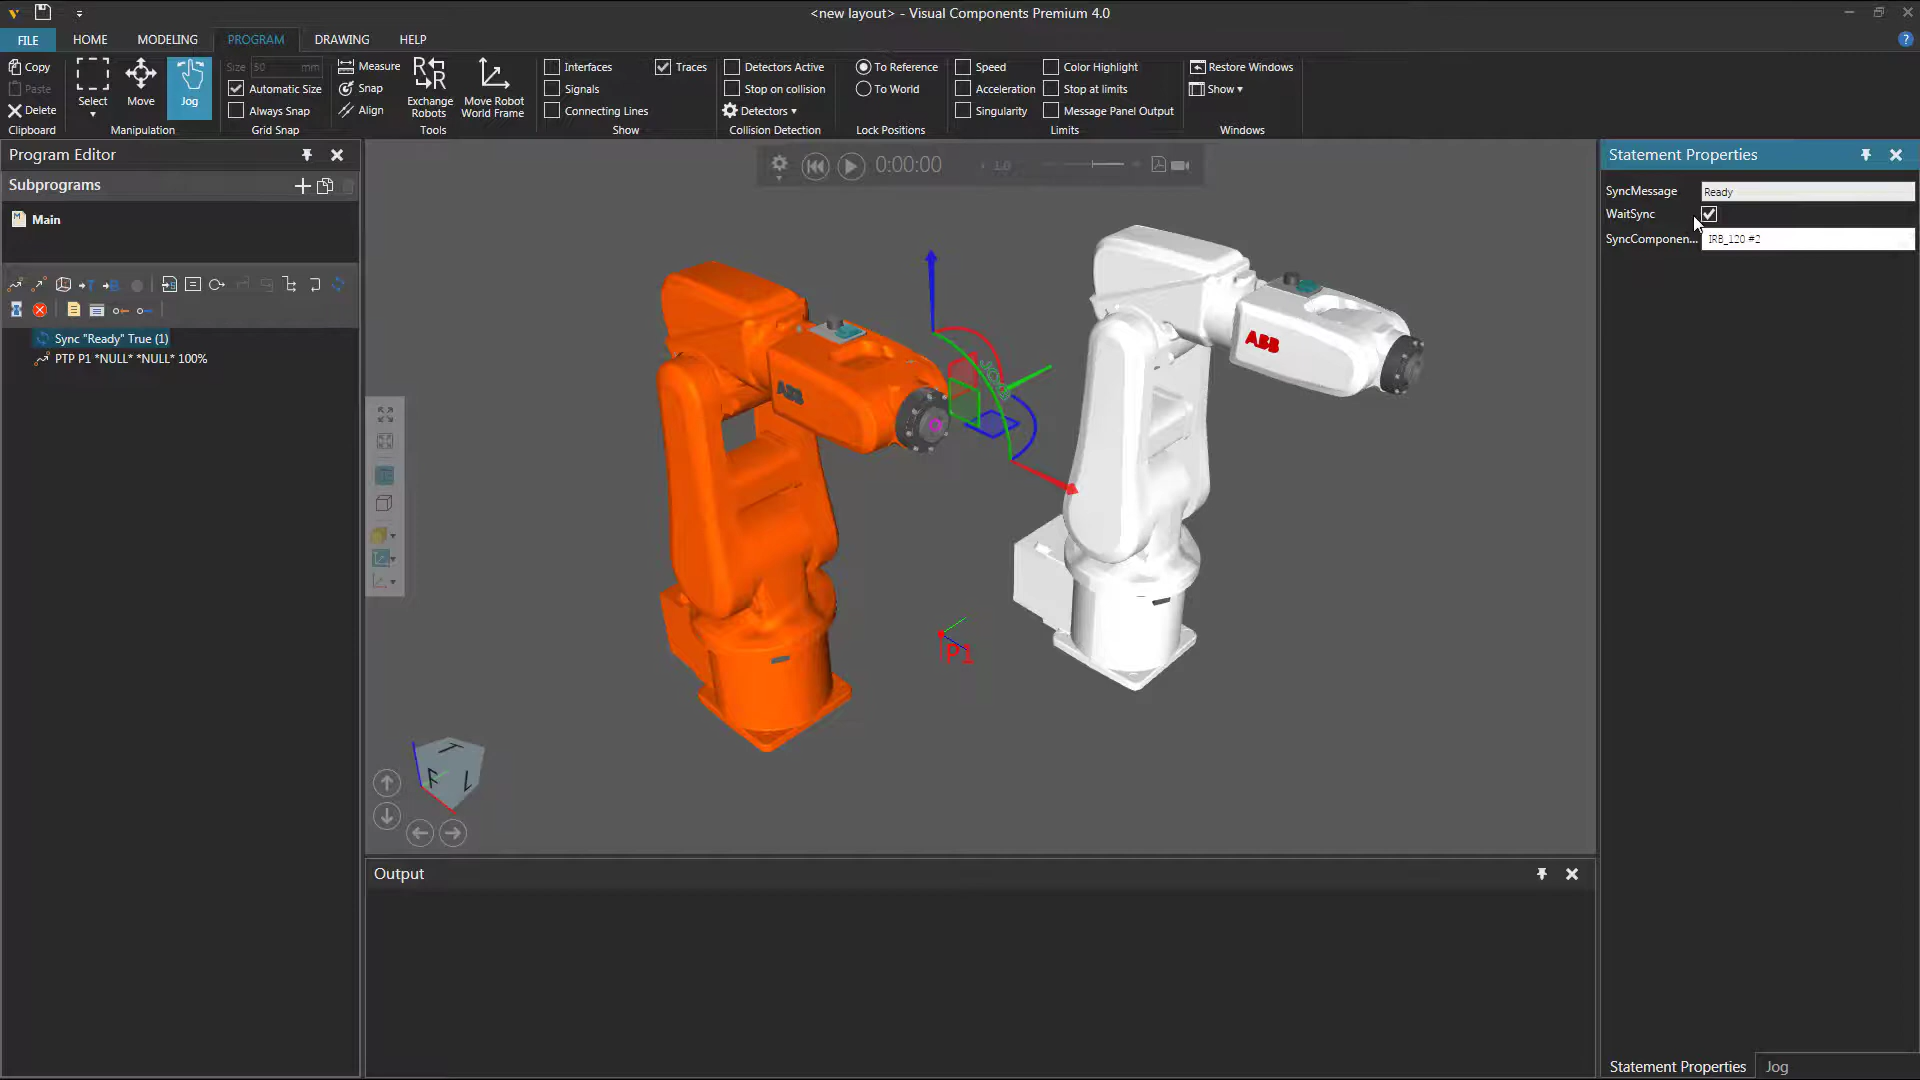 <new layout> - Visual Components Premium 4.0
FILE
HOME
MODELING
PROGRAM
DRAWING
HELP
Copy
Paste
Delete
Clipboard
Select
Move
Jog
Manipulation
Size
50
mm
Automatic Size
Always Snap
Grid Snap
Measure
Snap
Align
Exchange
Robots
Move Robot
World Frame
Tools
Interfaces
Signals
Connecting Lines
Traces
Show
Detectors Active
Stop on collision
Detectors
Collision Detection
To Reference
To World
Lock Positions
Speed
Acceleration
Singularity
Color Highlight
Stop at limits
Message Panel Output
Limits
Restore Windows
Show
Windows
Program Editor
Subprograms
Main
Sync "Ready" True (1)
PTP P1 *NULL* *NULL* 100%
0:00:00
1.0
ABB
ABB
P1
T
F
L
Output
Statement Properties
SyncMessage
Ready
WaitSync
SyncComponen...
IRB_120 #2
Statement Properties
Jog